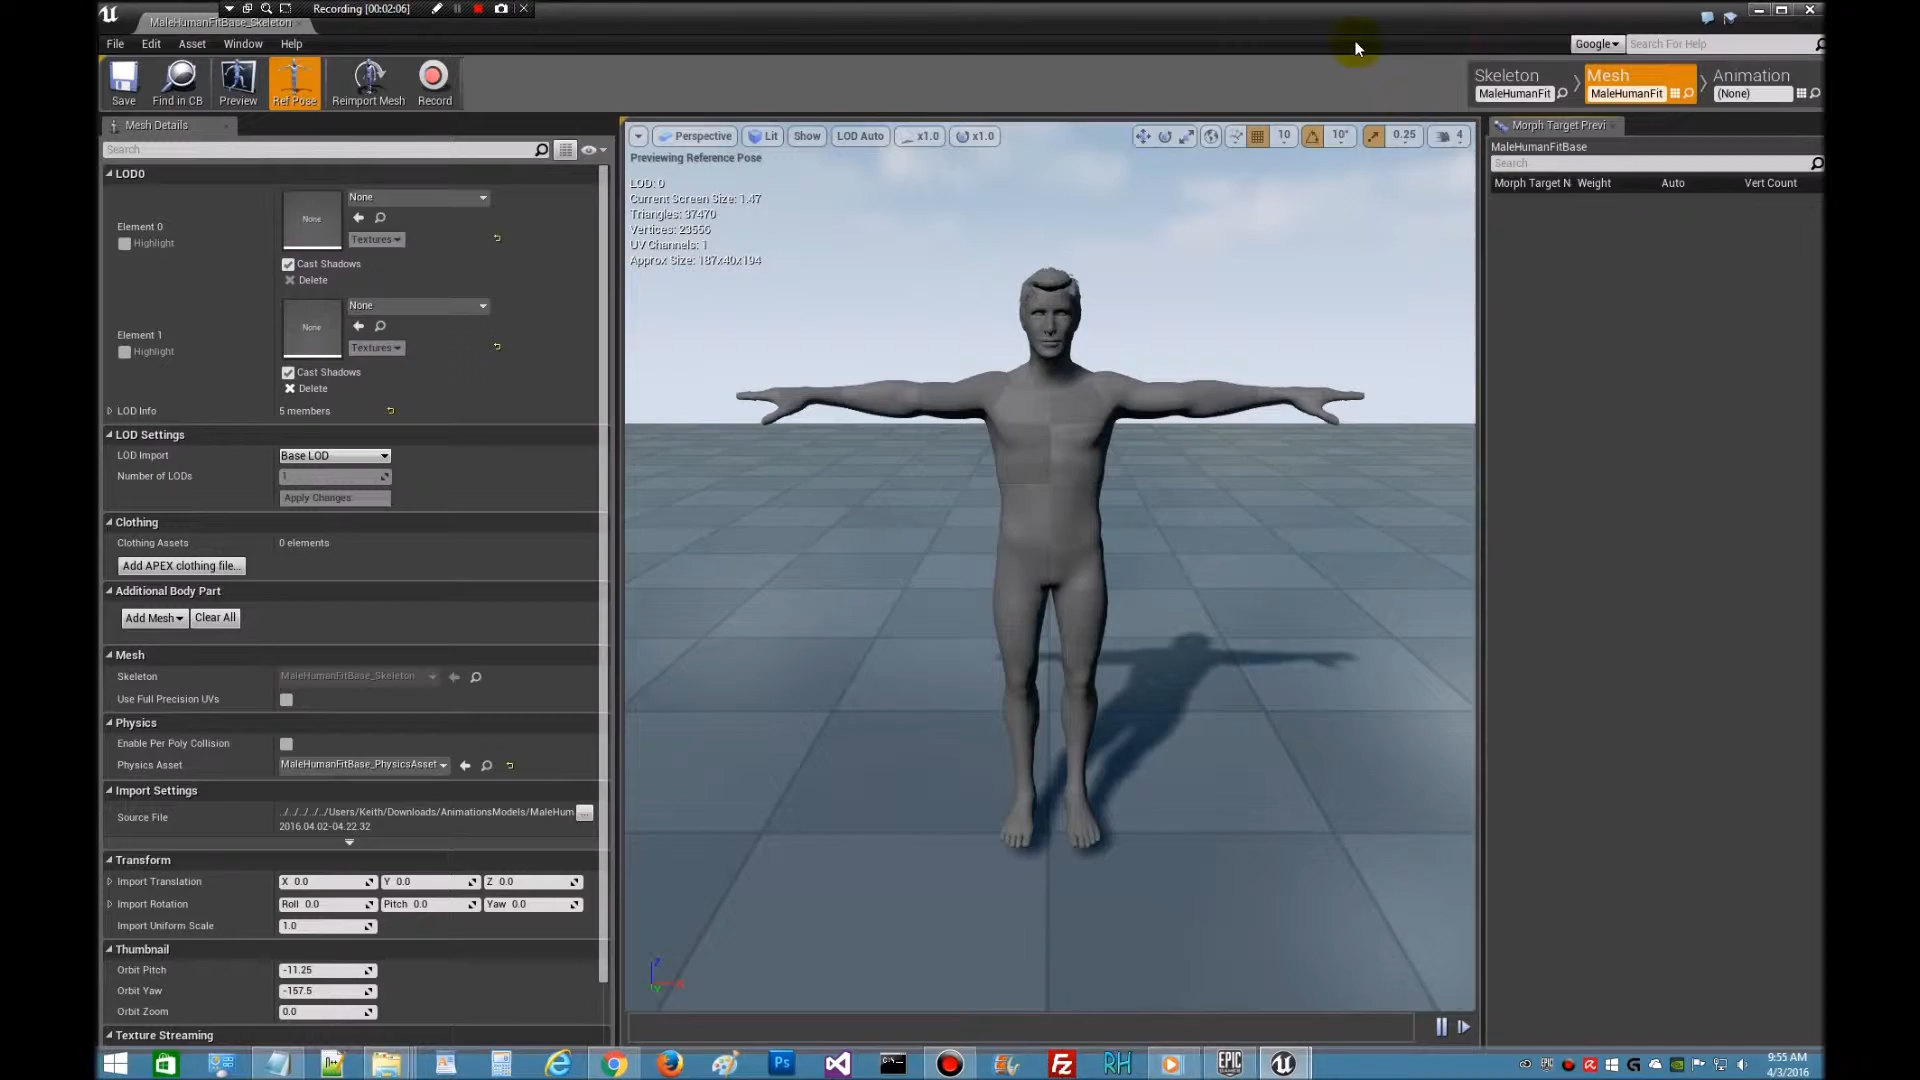 Recording [00:02:06]
MaleHumanFitBase_Skeleton
File Edit Asset Window Help
Google Search For Help
Save Find in CB Preview Ref Pose Reimport Mesh Record
Skeleton Mesh Animation
MaleHumanFit MaleHumanFit (None)
Mesh Details
Search
LOD0
None
None
Element 0
Highlight
Textures
Cast Shadows
Delete
None
None
Element 1
Highlight
Textures
Cast Shadows
Delete
LOD Info 5 members
LOD Settings
LOD Import Base LOD
Number of LODs 1
Apply Changes
Clothing
Clothing Assets 0 elements
Add APEX clothing file...
Additional Body Part
Add Mesh Clear All
Mesh
Skeleton MaleHumanFitBase_Skeleton
Use Full Precision UVs
Physics
Enable Per Poly Collision
Physics Asset MaleHumanFitBase_PhysicsAsset
Import Settings
Source File ../../../../../Users/Keith/Downloads/AnimationsModels/MaleHum
2016.04.02-04.22.32
...
Transform
Import Translation X 0.0 Y 0.0 Z 0.0
Import Rotation Roll 0.0 Pitch 0.0 Yaw 0.0
Import Uniform Scale 1.0
Thumbnail
Orbit Pitch -11.25
Orbit Yaw -157.5
Orbit Zoom 0.0
Texture Streaming
Perspective Lit Show LOD Auto x1.0 x1.0 10 10° 0.25 4
Previewing Reference Pose
LOD: 0
Current Screen Size: 1.47
Triangles: 37470
Vertices: 23556
UV Channels: 1
Approx Size: 187x40x194
Z
X
Y
Morph Target Previ
MaleHumanFitBase
Search
Morph Target N Weight Auto Vert Count
Ps
EPIC GAMES
Fz RH
9:55 AM
4/3/2016